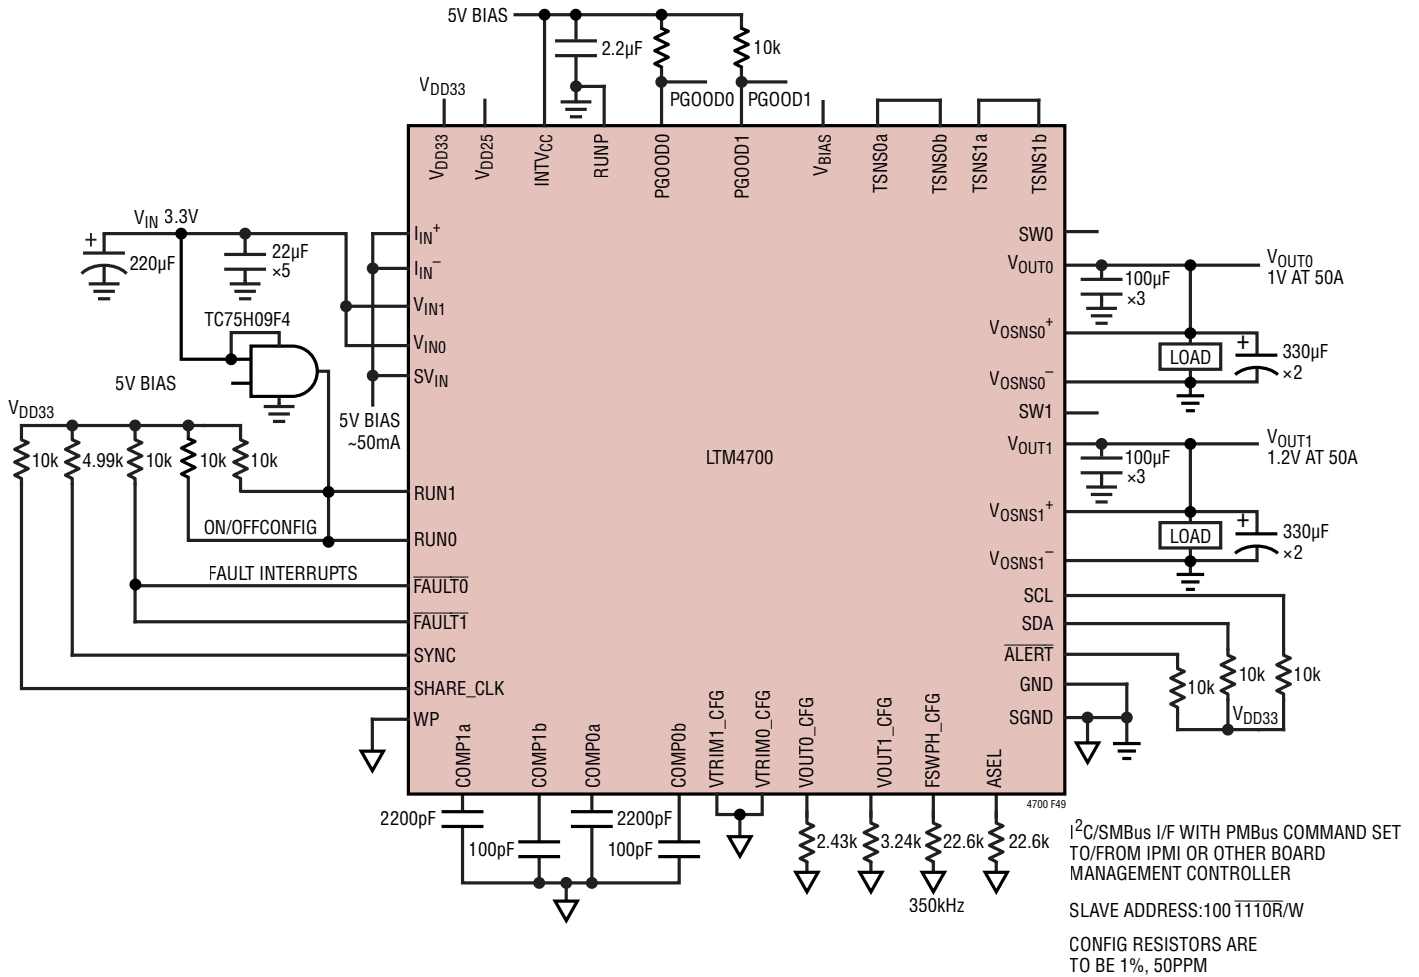 5V BIAS
2.2µF
10k
VDD33
PGOOD0
PGOOD1
VDD33
VDD25
INTVCC
RUNP
PGOOD0
PGOOD1
VBIAS
TSNS0a
TSNS0b
TSNS1a
TSNS1b
VIN 3.3V
+
220µF
22µF
×5
TC75H09F4
5V BIAS
IIN+
IIN–
VIN1
VIN0
SVIN
5V BIAS
~50mA
VDD33
10k
4.99k
10k
10k
10k
RUN1
ON/OFFCONFIG
RUN0
FAULT INTERRUPTS
FAULT0
FAULT1
SYNC
SHARE_CLK
WP
LTM4700
SW0
VOUT0
VOUT0
1V AT 50A
100µF
×3
VOSNS0+
LOAD
+
330µF
×2
VOSNS0–
SW1
VOUT1
VOUT1
1.2V AT 50A
100µF
×3
VOSNS1+
LOAD
+
330µF
×2
VOSNS1–
SCL
SDA
ALERT
GND
SGND
10k
10k
10k
VDD33
COMP1a
COMP1b
COMP0a
COMP0b
VTRIM1_CFG
VTRIM0_CFG
VOUT0_CFG
VOUT1_CFG
FSWPH_CFG
ASEL
4700 F49
2200pF
100pF
2200pF
100pF
2.43k
3.24k
22.6k
22.6k
350kHz
I2C/SMBus I/F WITH PMBus COMMAND SET
TO/FROM IPMI OR OTHER BOARD
MANAGEMENT CONTROLLER
SLAVE ADDRESS:100 1110R/W
CONFIG RESISTORS ARE
TO BE 1%, 50PPM